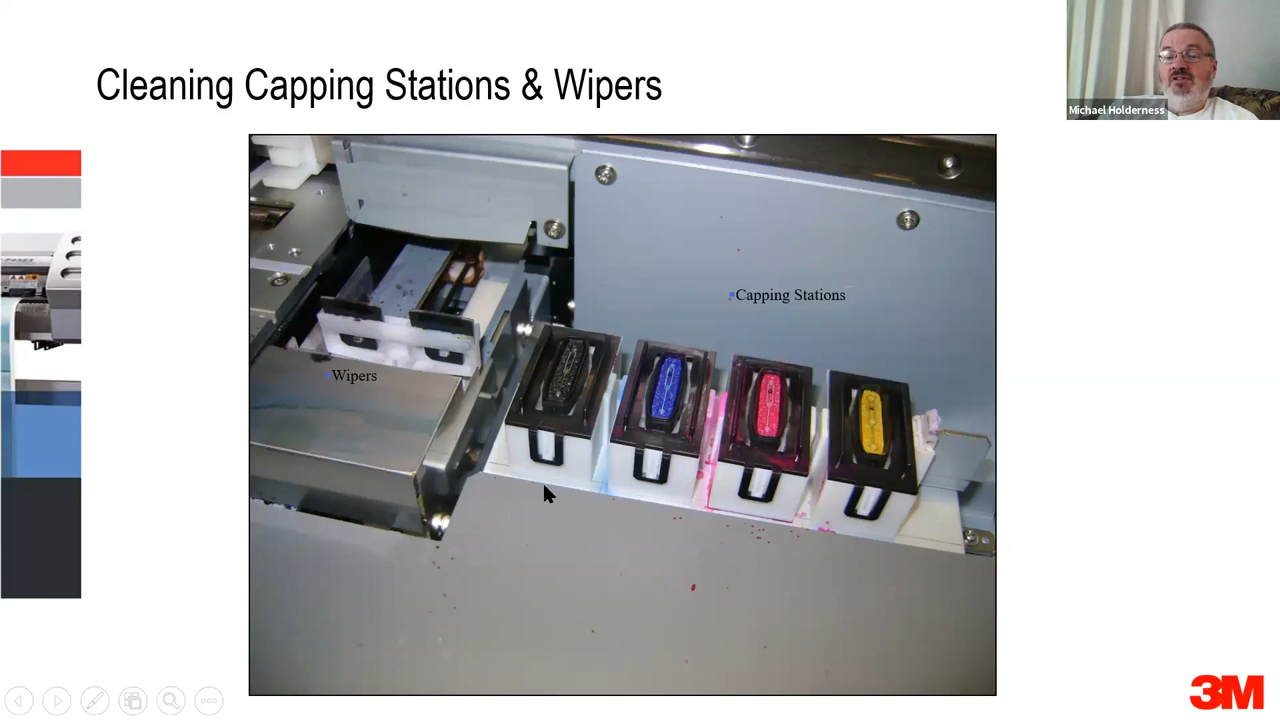 Cleaning Capping Stations & Wipers
Michael Holderness
Capping Stations
Wipers
3M